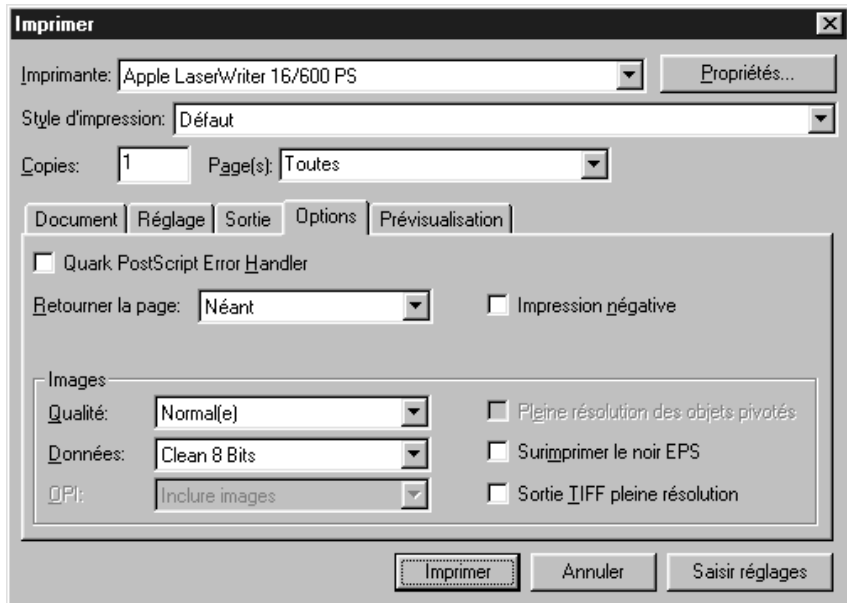 Imprimer
Imprimante: Apple LaserWriter 16/600 PS Propriétés...
Style d'impression: Défaut
Copies: 1 Page(s): Toutes
Document Réglage Sortie Options Prévisualisation
Quark PostScript Error Handler
Retourner la page: Néant Impression négative
Images
Qualité: Normal(e) Pleine résolution des objets pivotés
Données: Clean 8 Bits Surimprimer le noir EPS
OPI: Inclure images Sortie TIFF pleine résolution
Imprimer Annuler Saisir réglages